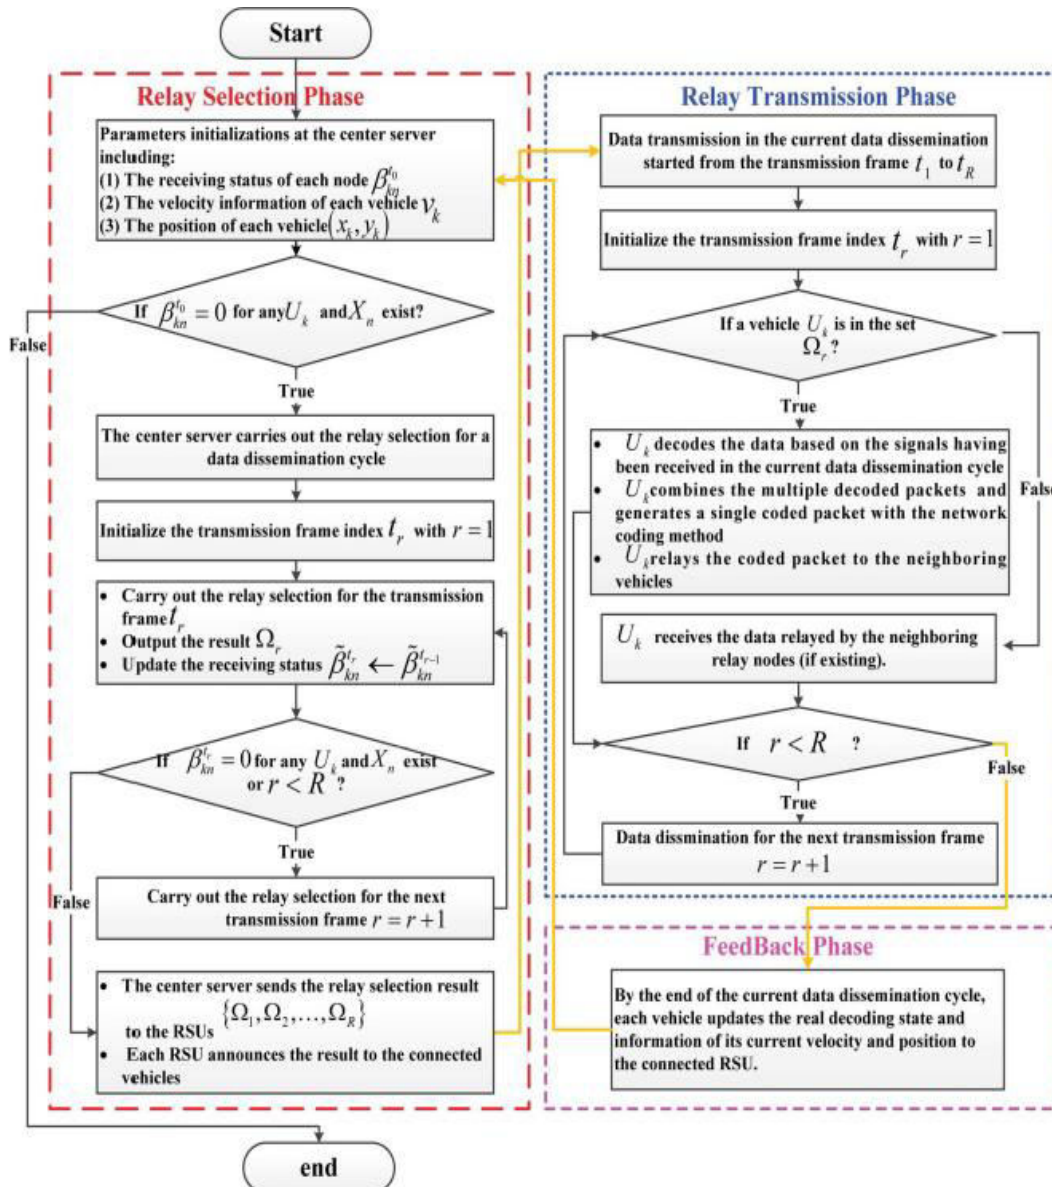 Start
Relay Selection Phase
Parameters initializations at the center server
including:
(1) The receiving status of each node β_{kn}^{t_0}
(2) The velocity information of each vehicle v_k
(3) The position of each vehicle (x_k, y_k)
If β_{kn}^{t_0} = 0 for any U_k and X_n exist?
False
True
The center server carries out the relay selection for a
data dissemination cycle
Initialize the transmission frame index t_r with r = 1
• Carry out the relay selection for the transmission
frame t_r
• Output the result Ω_r
• Update the receiving status β̃_{kn}^{t_r} ← β̃_{kn}^{t_{r-1}}
If β_{kn}^{t_r} = 0 for any U_k and X_n exist
or r < R ?
True
False
Carry out the relay selection for the next
transmission frame r = r + 1
• The center server sends the relay selection result
to the RSUs {Ω_1, Ω_2, ..., Ω_R}
• Each RSU announces the result to the connected
vehicles
end
Relay Transmission Phase
Data transmission in the current data dissemination
started from the transmission frame t_1 to t_R
Initialize the transmission frame index t_r with r = 1
If a vehicle U_k is in the set
Ω_r ?
True
False
• U_k decodes the data based on the signals having
been received in the current data dissemination cycle
• U_k combines the multiple decoded packets and
generates a single coded packet with the network
coding method
• U_k relays the coded packet to the neighboring
vehicles
U_k receives the data relayed by the neighboring
relay nodes (if existing).
If r < R ?
False
True
Data dissmination for the next transmission frame
r = r + 1
FeedBack Phase
By the end of the current data dissemination cycle,
each vehicle updates the real decoding state and
information of its current velocity and position to
the connected RSU.